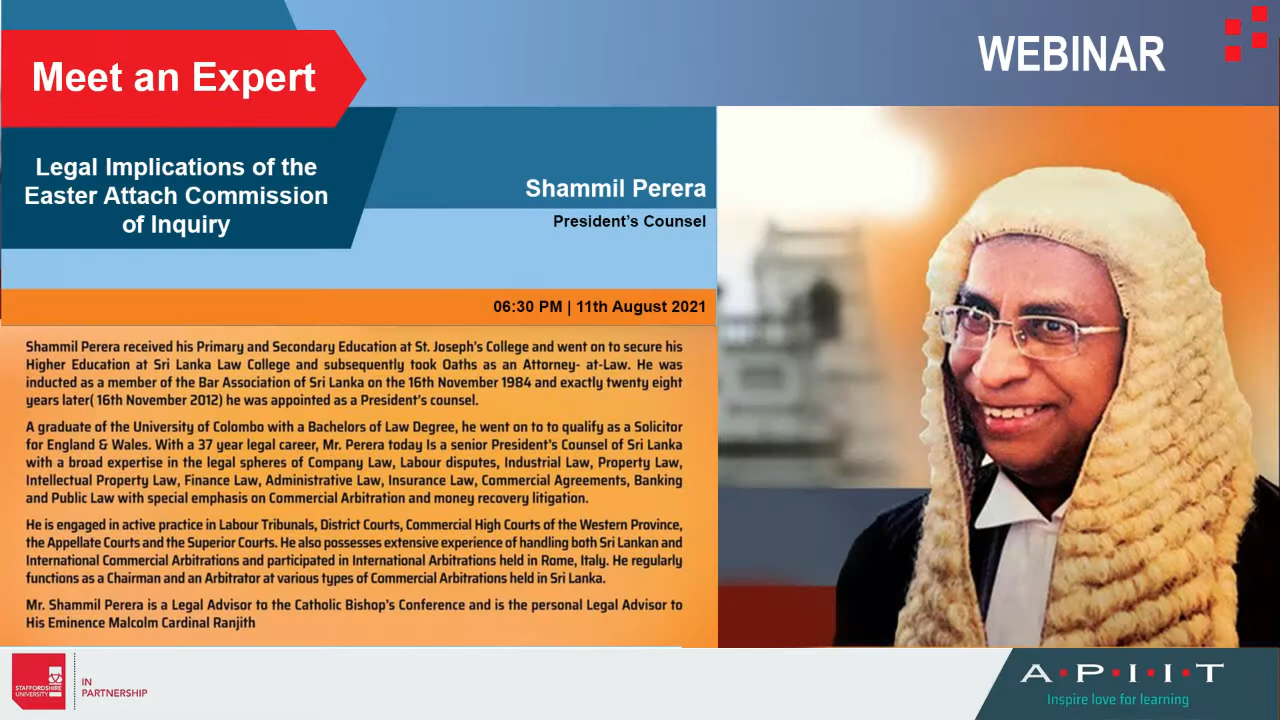 Meet an Expert
WEBINAR
Legal Implications of the
Easter Attach Commission
of Inquiry
Shammil Perera
President's Counsel
06:30 PM | 11th August 2021
Shammil Perera received his Primary and Secondary Education at St. Joseph's College and went on to secure his
Higher Education at Sri Lanka Law College and subsequently took Oaths as an Attorney- at-Law. He was
inducted as a member of the Bar Association of Sri Lanka on the 16th November 1984 and exactly twenty eight
years later( 16th November 2012) he was appointed as a President's counsel.
A graduate of the University of Colombo with a Bachelors of Law Degree, he went on to to qualify as a Solicitor
for England & Wales. With a 37 year legal career, Mr. Perera today Is a senior President's Counsel of Sri Lanka
with a broad expertise in the legal spheres of Company Law, Labour disputes, Industrial Law, Property Law,
Intellectual Property Law, Finance Law, Administrative Law, Insurance Law, Commercial Agreements, Banking
and Public Law with special emphasis on Commercial Arbitration and money recovery litigation.
He is engaged in active practice in Labour Tribunals, District Courts, Commercial High Courts of the Western Province,
the Appellate Courts and the Superior Courts. He also possesses extensive experience of handling both Sri Lankan and
International Commercial Arbitrations and participated in International Arbitrations held in Rome, Italy. He regularly
functions as a Chairman and an Arbitrator at various types of Commercial Arbitrations held in Sri Lanka.
Mr. Shammil Perera is a Legal Advisor to the Catholic Bishop's Conference and is the personal Legal Advisor to
His Eminence Malcolm Cardinal Ranjith
STAFFORDSHIRE
UNIVERSITY
IN
PARTNERSHIP
A·P·I·I·T
Inspire love for learning